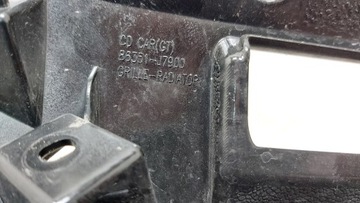 CD CAR(GT)
86351-J7900
GRILLE-RADIATOR